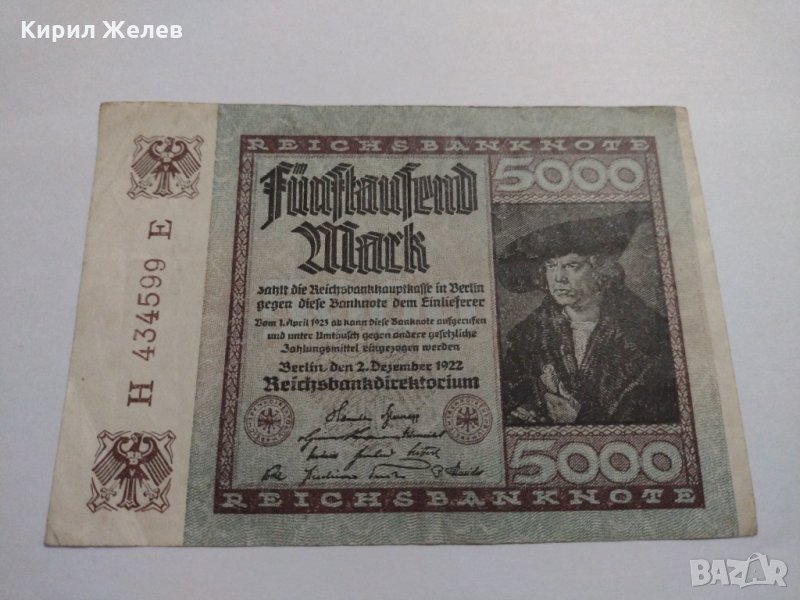 Кирил Желев
REICHSBANKNOTE
5000
Fünftausend
Mark
zahlt die Reichsbankhauptkasse in Berlin
gegen diese Banknote dem Einlieferer
Vom 1. April 1923 ab kann diese Banknote aufgerufen
und unter Umtausch gegen andere gesetzliche
Zahlungsmittel eingezogen werden
Berlin, den 2. Dezember 1922
Reichsbankdirektorium
5000
REICHSBANKNOTE
H 434599 E
BAZAR